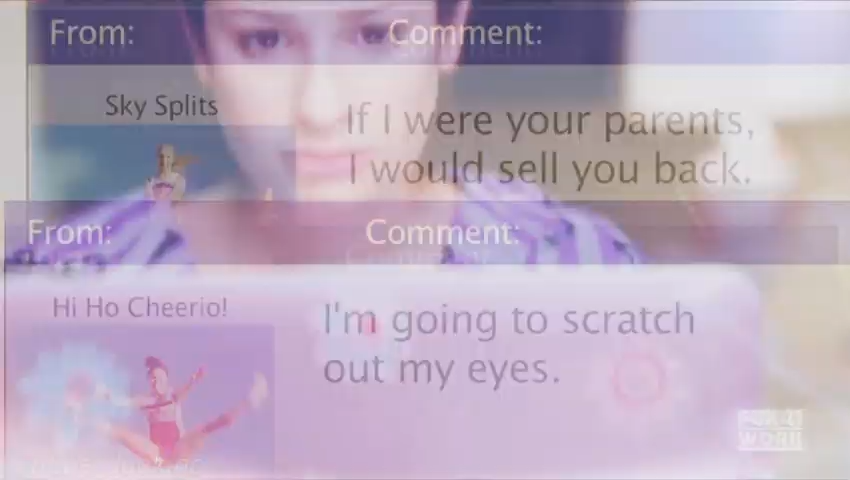 From: Comment:
Sky Splits
If I were your parents,
I would sell you back.
From: Comment:
Hi Ho Cheerio!
I'm going to scratch
out my eyes.
WORK